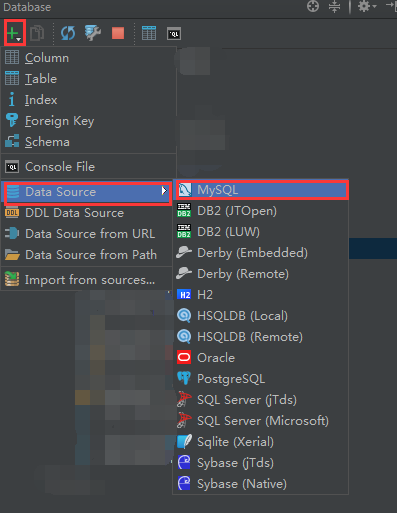 Database
Column
Table
Index
Foreign Key
Schema
Console File
Data Source
DDL Data Source
Data Source from URL
Data Source from Path
Import from sources...
MySQL
DB2 (JTOpen)
DB2 (LUW)
Derby (Embedded)
Derby (Remote)
H2
HSQLDB (Local)
HSQLDB (Remote)
Oracle
PostgreSQL
SQL Server (jTds)
SQL Server (Microsoft)
Sqlite (Xerial)
Sybase (jTds)
Sybase (Native)